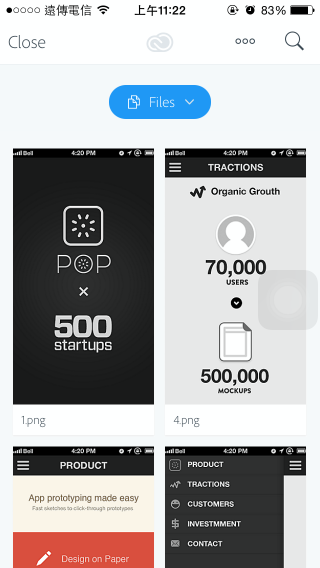 遠傳電信 上午11:22 83%
Close
Files
Bell 4:20 PM
POP
×
500
startups
1.png
Bell 4:20 PM
TRACTIONS
Organic Grouth
70,000
USERS
500,000
MOCKUPS
4.png
Bell 4:20 PM
PRODUCT
App prototyping made easy
Fast sketches to click-through prototypes
Design on Paper
Bell 4:20 PM
PRODUCT
TRACTIONS
CUSTOMERS
INVESTMMENT
CONTACT